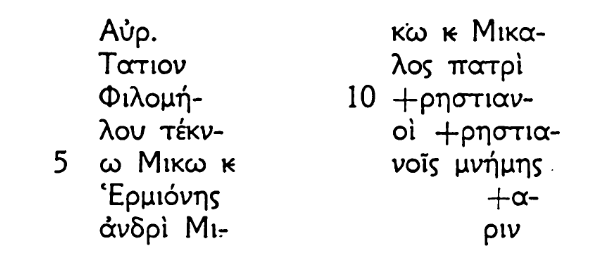 Αὐρ.
Τατιον
Φιλομή-
λου τέκν-
5 ω Μικω κ
Ἑρμιόνης
ἀνδρὶ Μι-
κω κ Μικα-
λος πατρὶ
10 +ρηστιαν-
οὶ +ρηστια-
νοῖς μνήμης
+α-
ριν